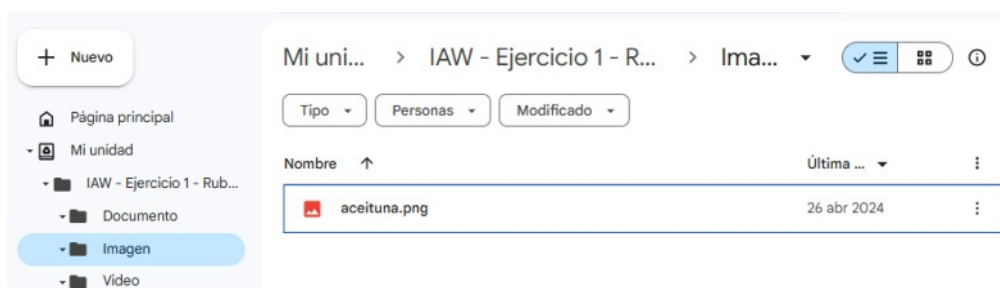 Nuevo
Página principal
Mi unidad
IAW - Ejercicio 1 - Rub...
Documento
Imagen
Video
Mi uni... > IAW - Ejercicio 1 - R... > Ima...
Tipo Personas Modificado
Nombre Última ...
aceituna.png 26 abr 2024